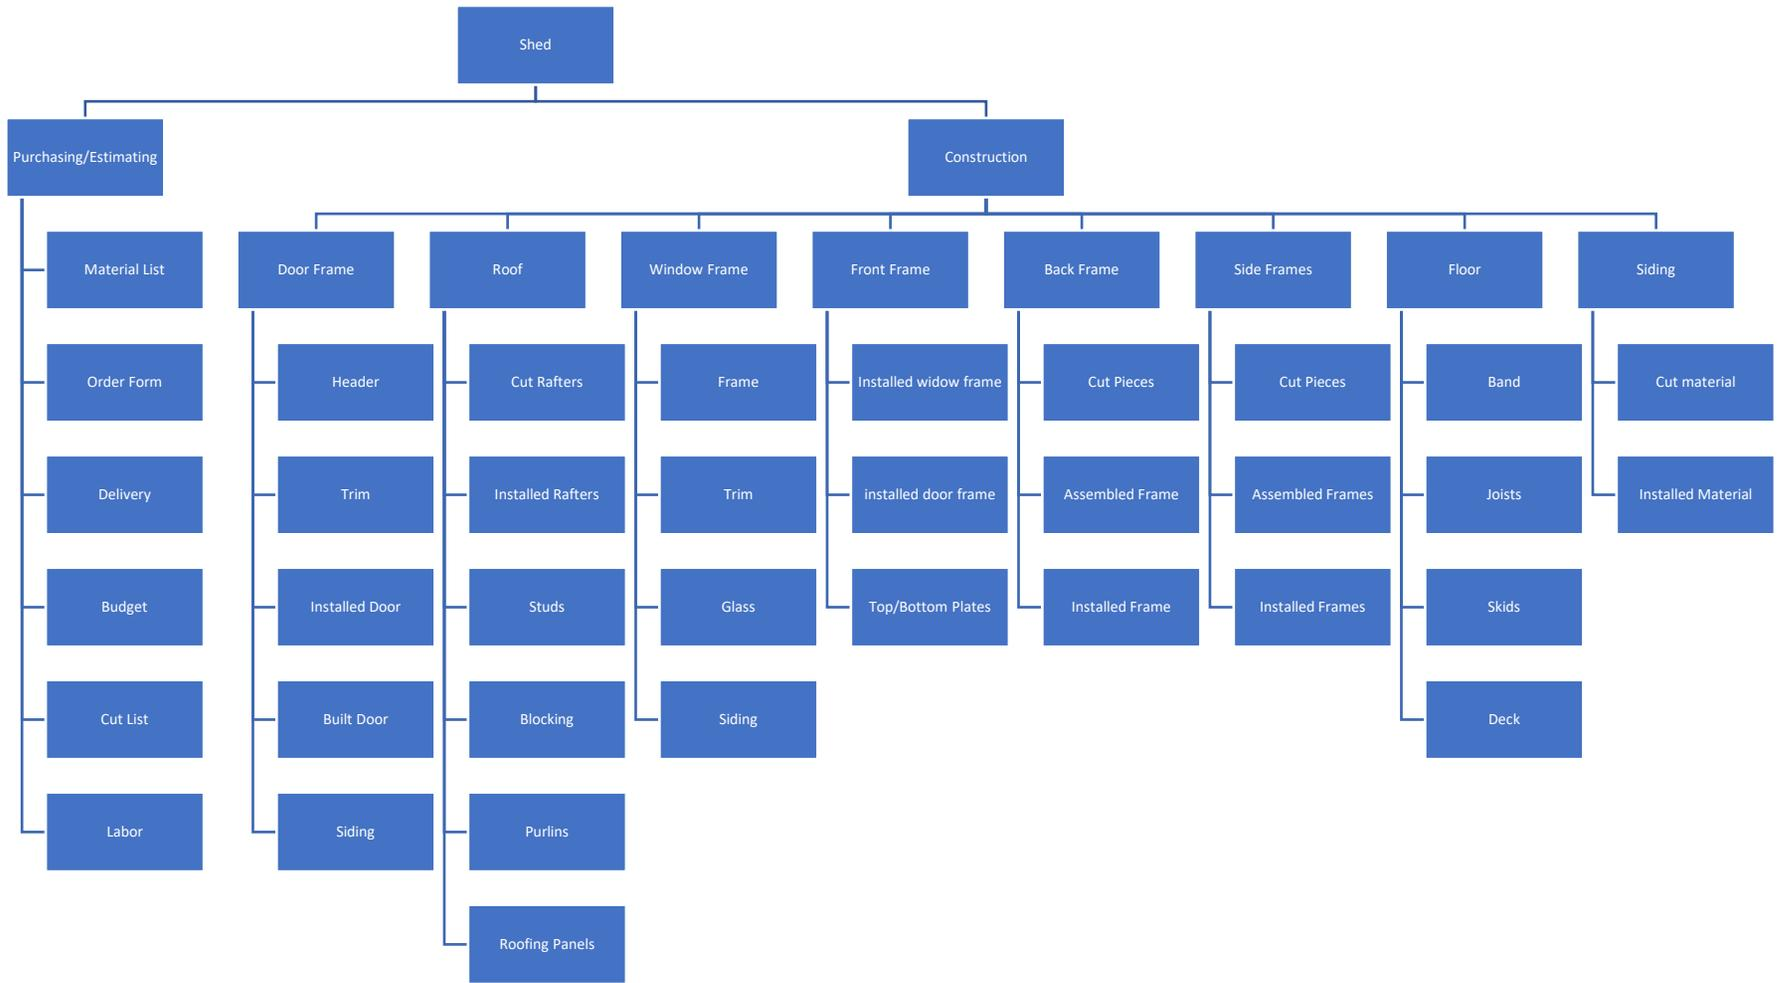 Shed
Purchasing/Estimating
Construction
Material List
Door Frame
Roof
Window Frame
Front Frame
Back Frame
Side Frames
Floor
Siding
Order Form
Header
Cut Rafters
Frame
Installed widow frame
Cut Pieces
Cut Pieces
Band
Cut material
Delivery
Trim
Installed Rafters
Trim
installed door frame
Assembled Frame
Assembled Frames
Joists
Installed Material
Budget
Installed Door
Studs
Glass
Top/Bottom Plates
Installed Frame
Installed Frames
Skids
Cut List
Built Door
Blocking
Siding
Deck
Labor
Siding
Purlins
Roofing Panels